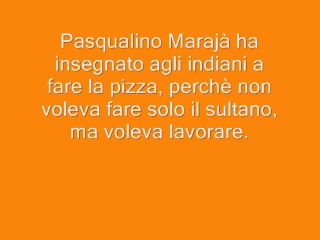 Pasqualino Marajà ha
insegnato agli indiani a
fare la pizza, perchè non
voleva fare solo il sultano,
ma voleva lavorare.